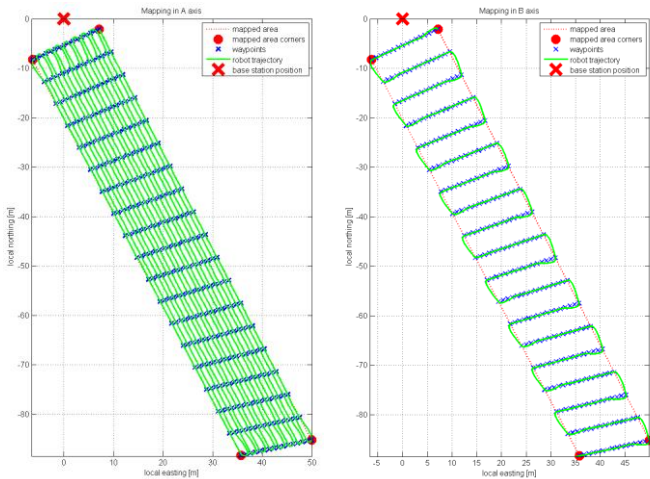 Mapping in A axis
mapped area
mapped area corners
waypoints
robot trajectory
base station position
0
-10
-20
-30
-40
-50
-60
-70
-80
local northing [m]
0
10
20
30
40
50
local easting [m]
Mapping in B axis
mapped area
mapped area corners
waypoints
robot trajectory
base station position
0
-10
-20
-30
-40
-50
-60
-70
-80
local northing [m]
-5
0
5
10
15
20
25
30
35
40
45
50
local easting [m]